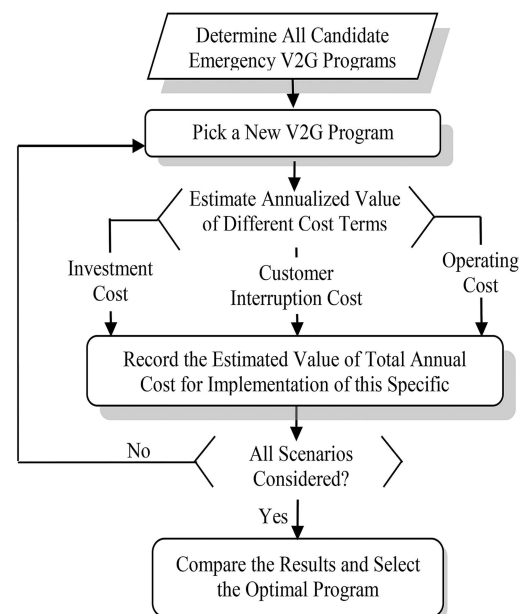 Determine All Candidate
Emergency V2G Programs
Pick a New V2G Program
Estimate Annualized Value
of Different Cost Terms
Investment
Cost
Customer
Interruption Cost
Operating
Cost
Record the Estimated Value of Total Annual
Cost for Implementation of this Specific
No
All Scenarios
Considered?
Yes
Compare the Results and Select
the Optimal Program